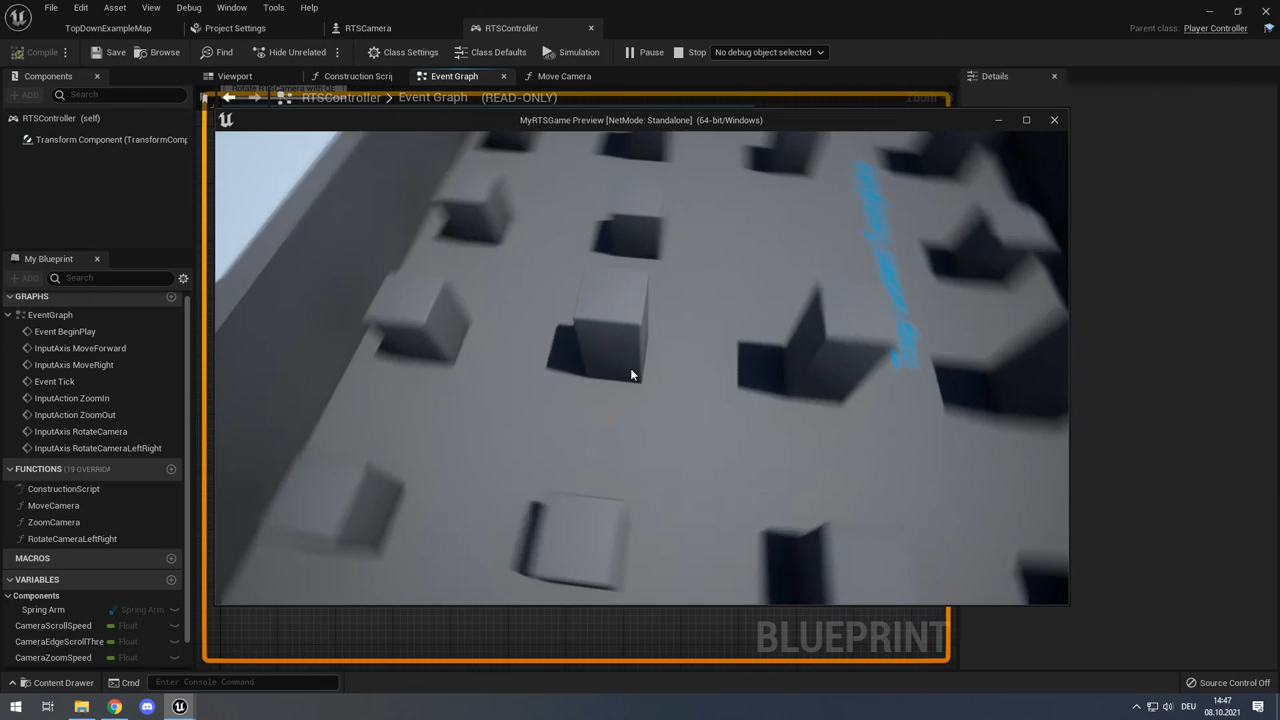 File Edit Asset View Debug Window Tools Help
TopDownExampleMap Project Settings RTSCamera RTSController Parent class: Player Controller
Compile Save Browse Find Hide Unrelated Class Settings Class Defaults Simulation Pause Stop No debug object selected
Components Viewport Construction Scrip Event Graph Move Camera Details
ADD Search Rotate RTSCamera with QE
RTSController > Event Graph (READ-ONLY) Zoom
RTSController (self) MyRTSGame Preview [NetMode: Standalone] (64-bit/Windows)
Transform Component (TransformComp
My Blueprint
ADD Search
GRAPHS
EventGraph
Event BeginPlay
InputAxis MoveForward
InputAxis MoveRight
Event Tick
InputAction ZoomIn
InputAction ZoomOut
InputAxis RotateCamera
InputAxis RotateCameraLeftRight
FUNCTIONS (19 OVERRIDA
ConstructionScript
MoveCamera
ZoomCamera
RotateCameraLeftRight
MACROS
VARIABLES
Components
Spring Arm Spring Arm
CameraScrollSpeed Float
CameraEdgeScrollThre Float
CameraZoomSpeed Float
BLUEPRINT
Content Drawer Cmd Enter Console Command Source Control Off
DEU 14:47
08.10.2021